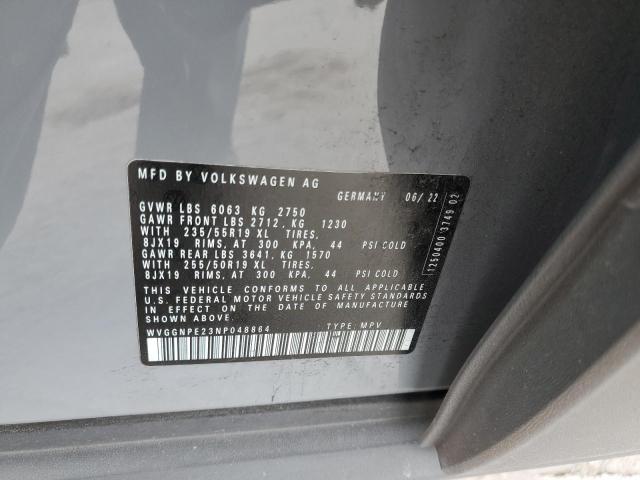 MFD BY VOLKSWAGEN AG
GERMANY 06/22
GVWR LBS 6063 KG 2750
GAWR FRONT LBS 2712, KG 1230
WITH 235/55R19 XL TIRES,
8JX19 RIMS, AT 300 KPA, 44 PSI COLD
GAWR REAR LBS 3641. KG 1570
WITH 255/50R19 XL TIRES,
8JX19 RIMS, AT 300 KPA, 44 PSI COLD
THIS VEHICLE CONFORMS TO ALL APPLICABLE
U.S. FEDERAL MOTOR VEHICLE SAFETY STANDARDS
IN EFFECT ON THE DATE OF MANUFACTURE
SHOWN ABOVE.
WVGGNPE23NP048864 TYPE: MPV
1250400 3749 02